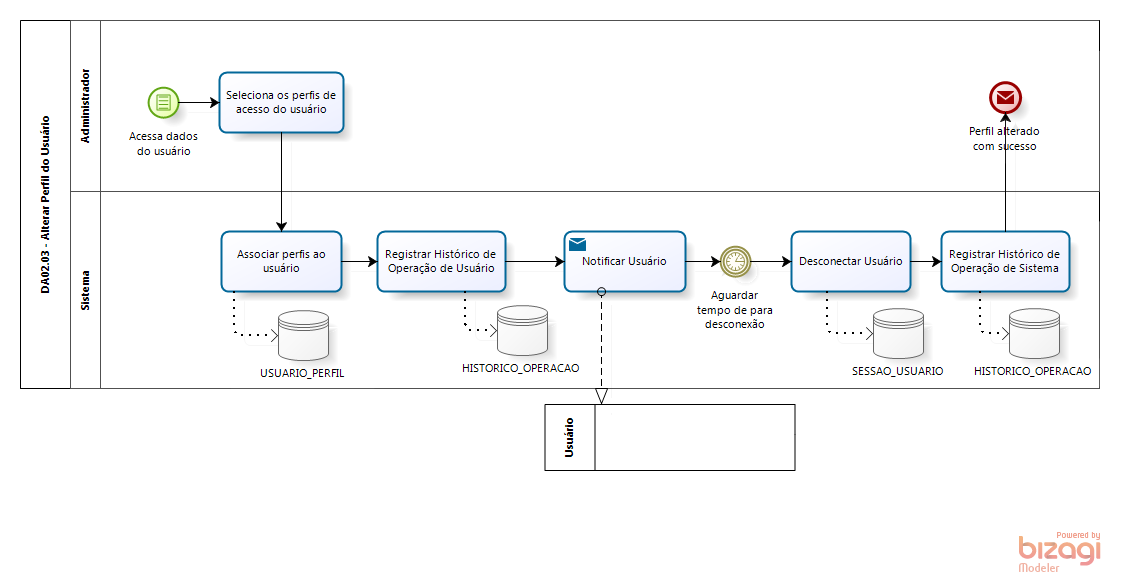 DA02.03 - Alterar Perfil do Usuário
Administrador
Acessa dados
do usuário
Seleciona os perfis de
acesso do usuário
Perfil alterado
com sucesso
Sistema
Associar perfis ao
usuário
Registrar Histórico de
Operação de Usuário
Notificar Usuário
Aguardar
tempo de para
desconexão
Desconectar Usuário
Registrar Histórico de
Operação de Sistema
USUARIO_PERFIL
HISTORICO_OPERACAO
SESSAO_USUARIO
HISTORICO_OPERACAO
Usuário
Powered by
bizagi
Modeler